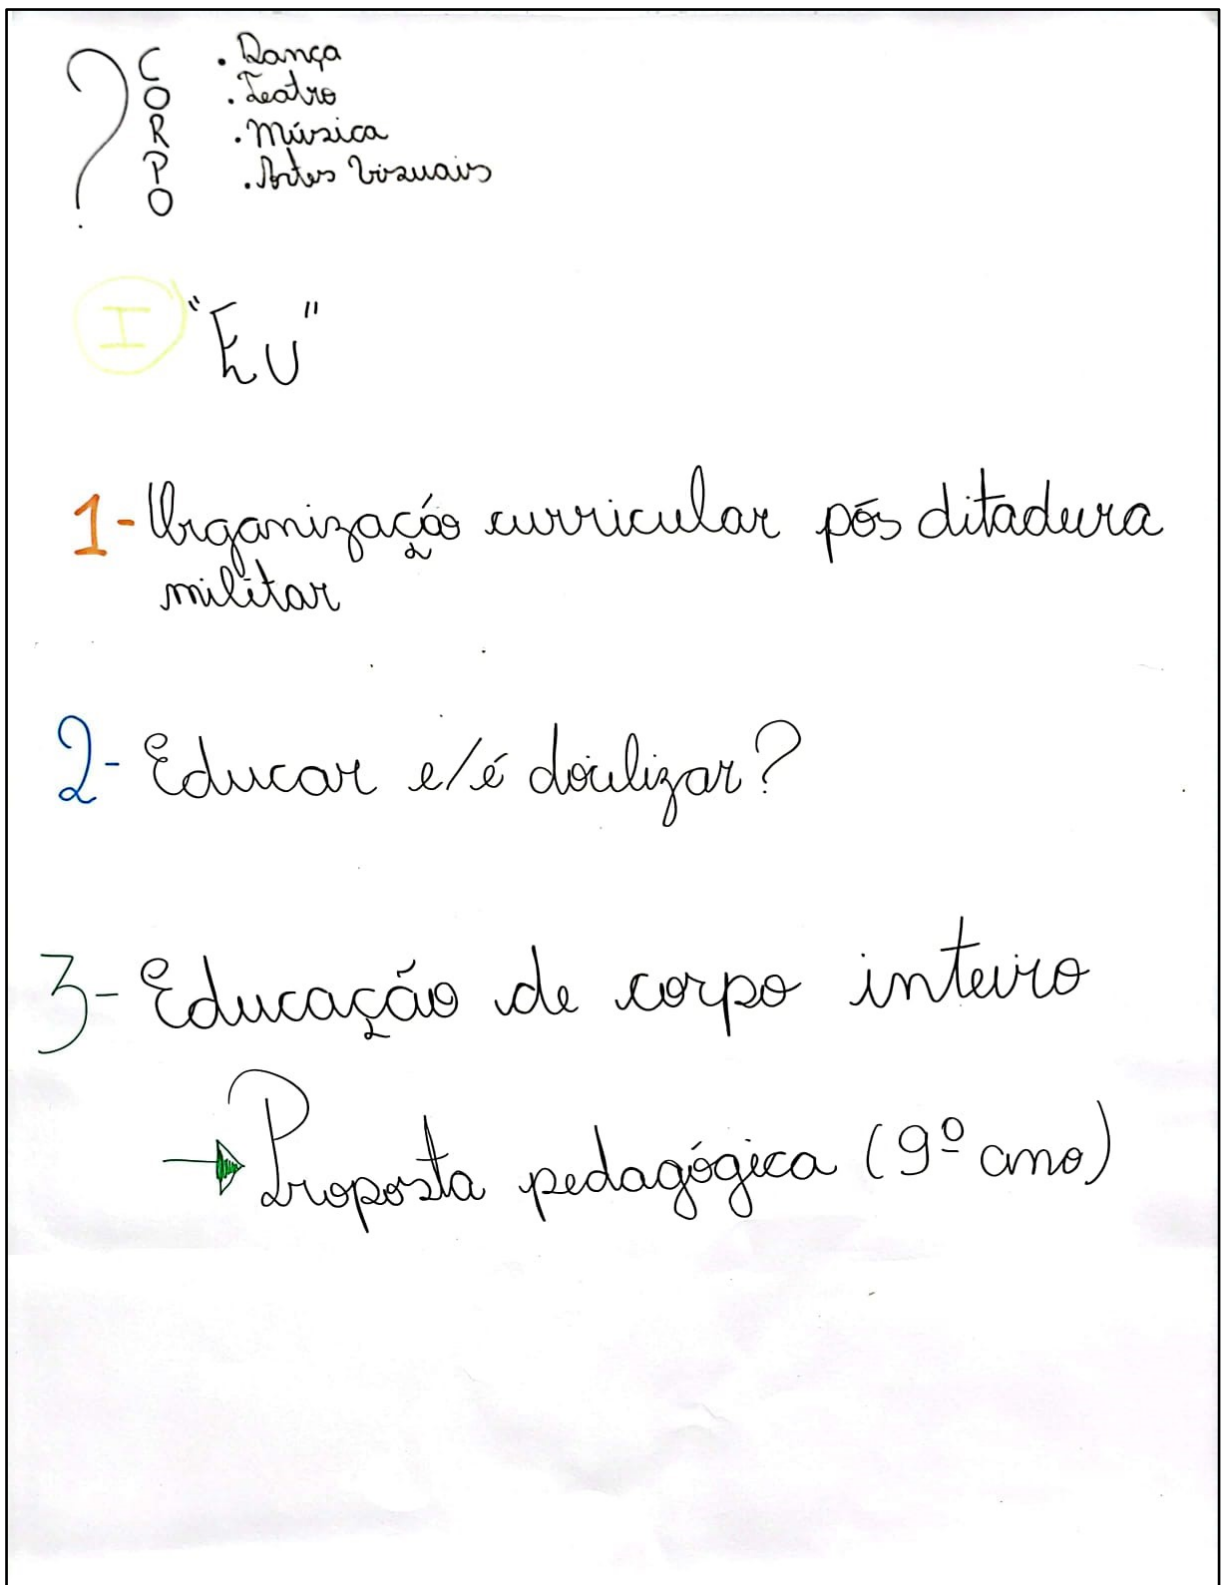 ?
CORPO
. Dança
. Teatro
. Música
. Artes Visuais
I "Eu"
1- Organização curricular pós ditadura
militar
2- Educar e/é docilizar?
3- Educação de corpo inteiro
→ Proposta pedagógica (9º ano)